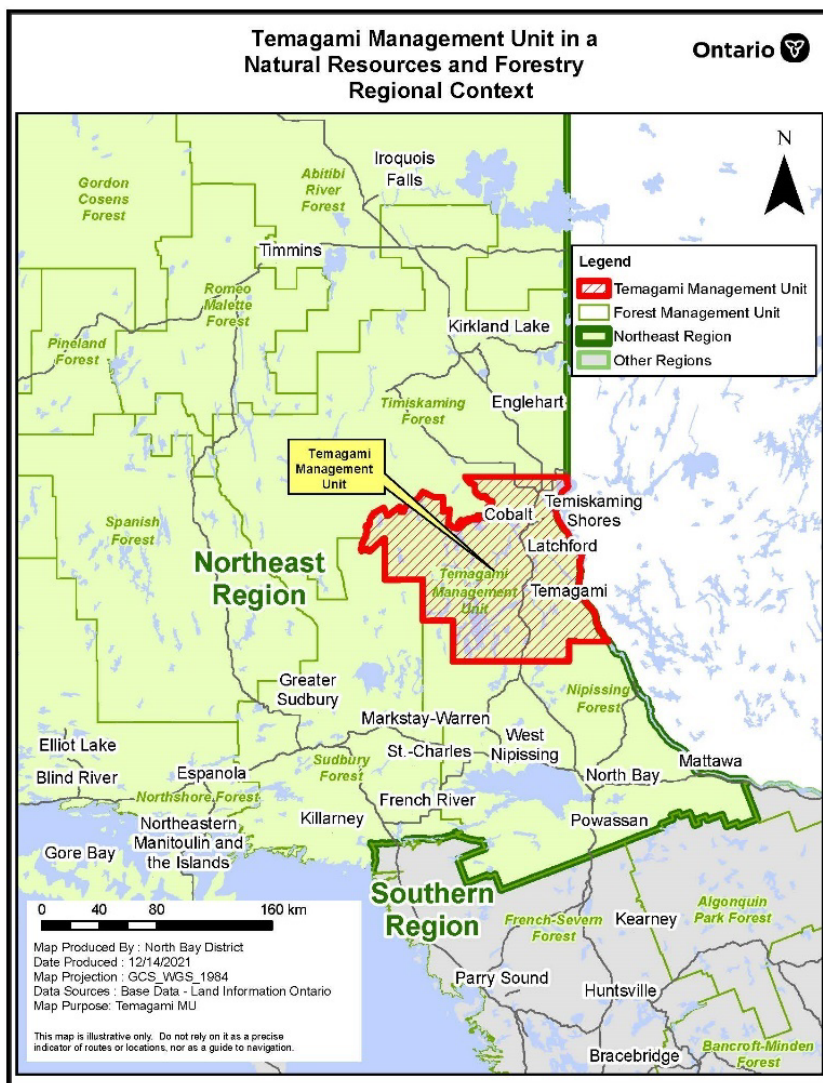 Temagami Management Unit in a
Natural Resources and Forestry
Regional Context
Ontario
N
Legend
Temagami Management Unit
Forest Management Unit
Northeast Region
Other Regions
Iroquois
Falls
Abitibi
River
Forest
Gordon
Cosens
Forest
Timmins
Romeo
Malette
Forest
Kirkland Lake
Pineland
Forest
Timiskaming
Forest
Englehart
Temagami
Management
Unit
Cobalt
Temiskaming
Shores
Spanish
Forest
Latchford
Northeast
Region
Temagami
Management
Unit
Temagami
Greater
Sudbury
Nipissing
Forest
Markstay-Warren
West
Nipissing
St.-Charles
Elliot Lake
Blind River
Espanola
Sudbury
Forest
North Bay
Mattawa
Northshore Forest
French River
Killarney
Powassan
Northeastern
Manitoulin and
the Islands
Gore Bay
Southern
Region
French-Severn
Forest
Kearney
Algonquin
Park Forest
Parry Sound
Huntsville
Bracebridge
Bancroft-Minden
Forest
0 40 80 160 km
Map Produced By : North Bay District
Date Produced : 12/14/2021
Map Projection : GCS_WGS_1984
Data Sources : Base Data - Land Information Ontario
Map Purpose: Temagami MU
This map is illustrative only. Do not rely on it as a precise
indicator of routes or locations, nor as a guide to navigation.